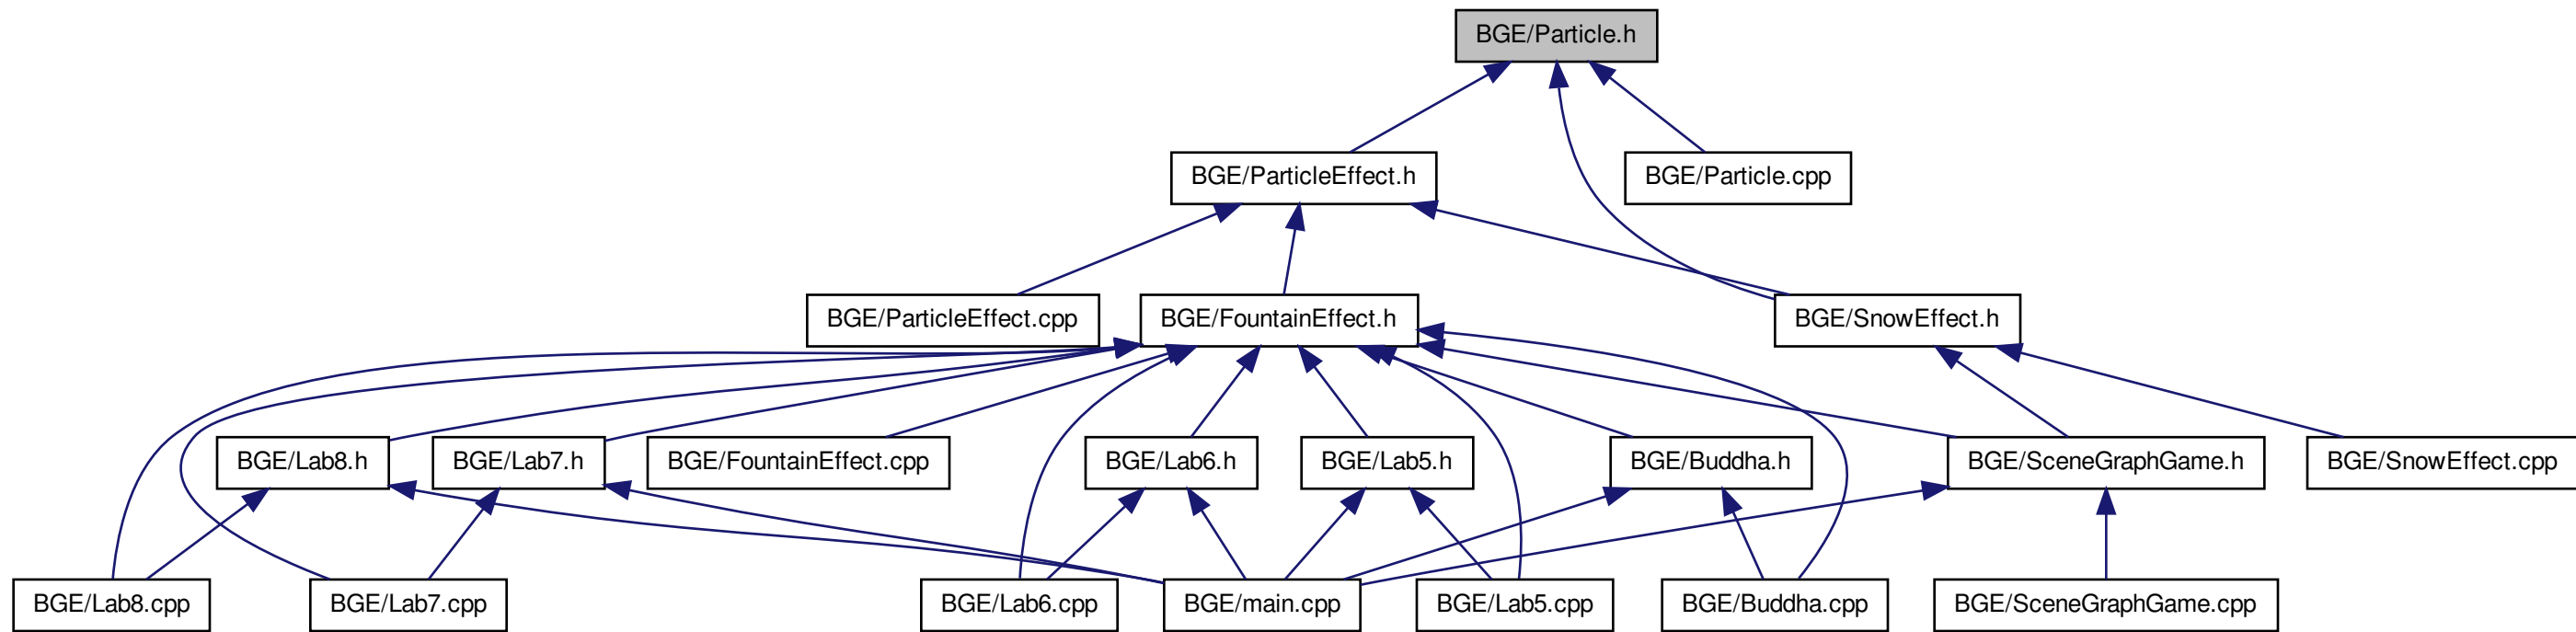 BGE/Particle.h
BGE/ParticleEffect.h
BGE/Particle.cpp
BGE/ParticleEffect.cpp
BGE/FountainEffect.h
BGE/SnowEffect.h
BGE/Lab8.h
BGE/Lab7.h
BGE/FountainEffect.cpp
BGE/Lab6.h
BGE/Lab5.h
BGE/Buddha.h
BGE/SceneGraphGame.h
BGE/SnowEffect.cpp
BGE/Lab8.cpp
BGE/Lab7.cpp
BGE/Lab6.cpp
BGE/main.cpp
BGE/Lab5.cpp
BGE/Buddha.cpp
BGE/SceneGraphGame.cpp